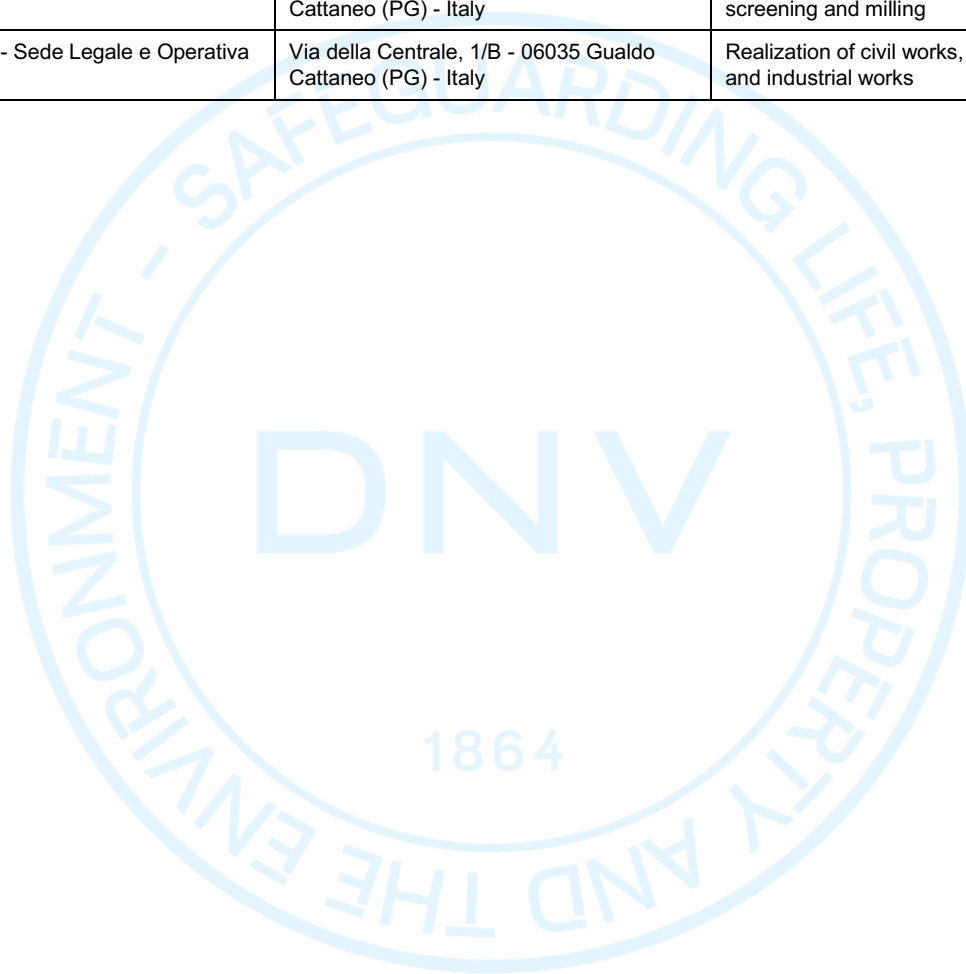 Cattaneo (PG) - Italy
screening and milling
- Sede Legale e Operativa
Via della Centrale, 1/B - 06035 Gualdo
Cattaneo (PG) - Italy
Realization of civil works,
and industrial works
SAFEGUARDING LIFE, PROPERTY AND THE ENVIRONMENT -
DNV
1864